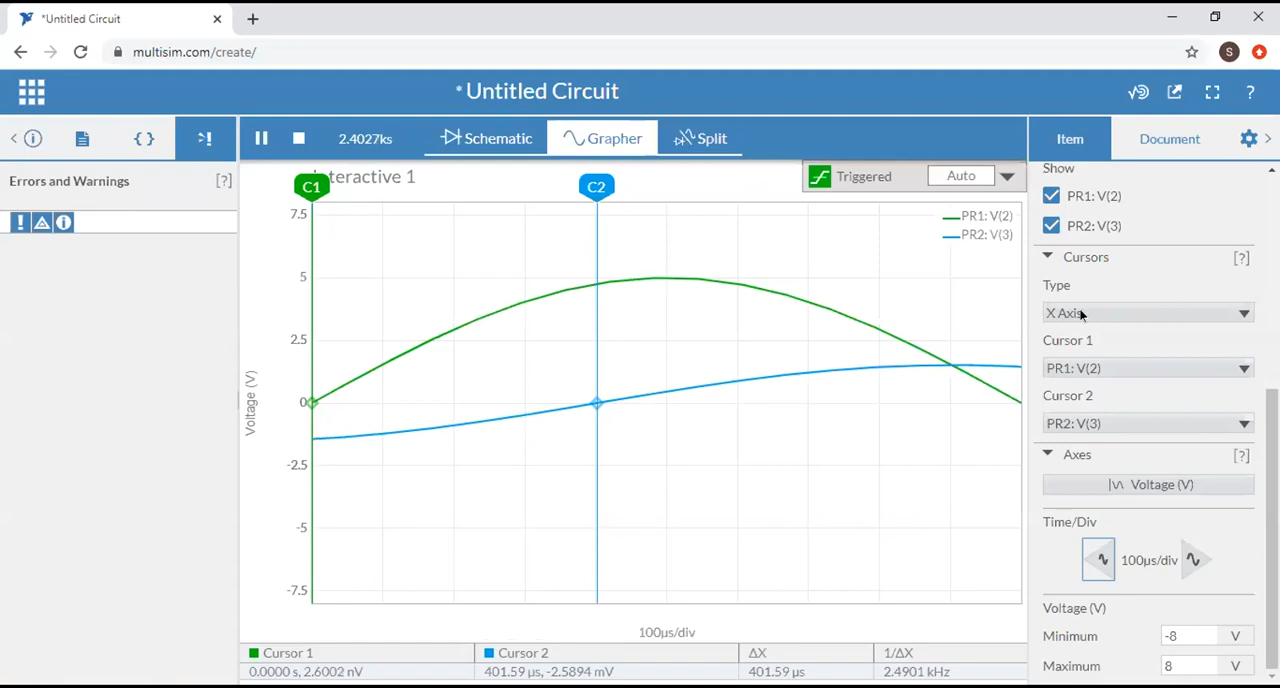 *Untitled Circuit
multisim.com/create/
S
* Untitled Circuit
?
2.4027ks
Schematic
Grapher
Split
Item
Document
Errors and Warnings
[?]
nteractive 1
Triggered
Auto
C1
C2
PR1: V(2)
PR2: V(3)
7.5
5
2.5
0
-2.5
-5
-7.5
Voltage (V)
100µs/div
Cursor 1
Cursor 2
ΔX
1/ΔX
0.0000 s, 2.6002 nV
401.59 µs, -2.5894 mV
401.59 µs
2.4901 kHz
Show
PR1: V(2)
PR2: V(3)
Cursors
[?]
Type
X Axis
Cursor 1
PR1: V(2)
Cursor 2
PR2: V(3)
Axes
[?]
Voltage (V)
Time/Div
100µs/div
Voltage (V)
Minimum
-8
V
Maximum
8
V